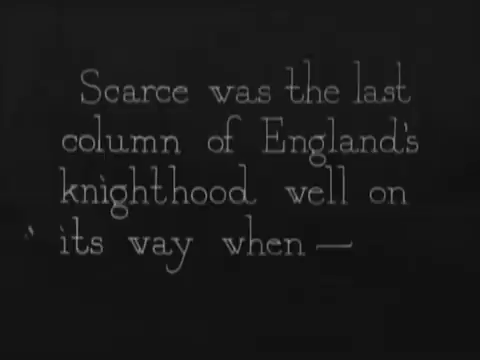 Scarce was the last
column of England's
knighthood well on
its way when —